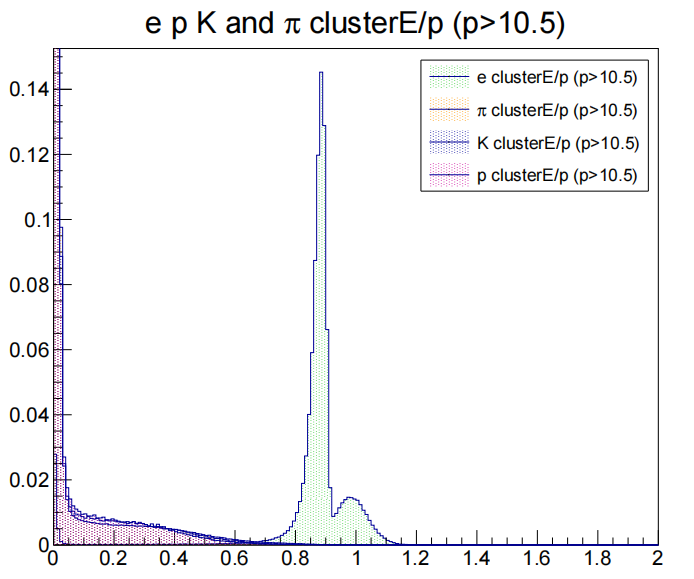 e p K and π clusterE/p (p>10.5)
e clusterE/p (p>10.5)
π clusterE/p (p>10.5)
K clusterE/p (p>10.5)
p clusterE/p (p>10.5)
0.14
0.12
0.1
0.08
0.06
0.04
0.02
0
0 0.2 0.4 0.6 0.8 1 1.2 1.4 1.6 1.8 2